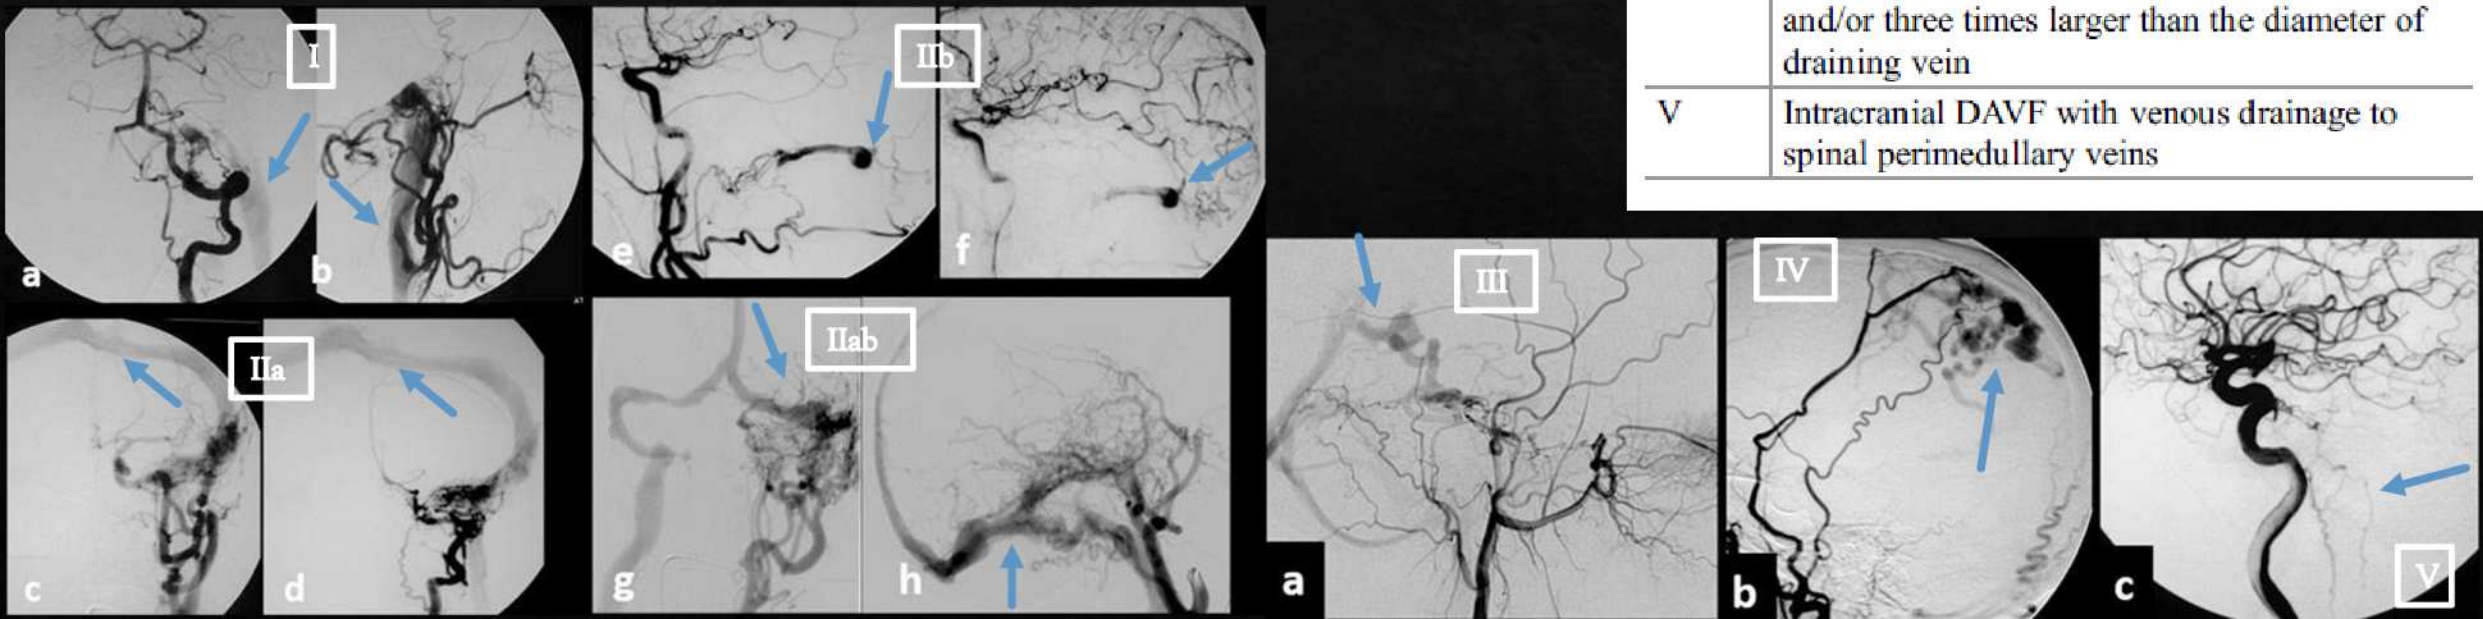 I
IIb
and/or three times larger than the diameter of
draining vein
V Intracranial DAVF with venous drainage to
spinal perimedullary veins
a
b
e
f
IIa
IIab
III
IV
c
d
g
h
a
b
c
V